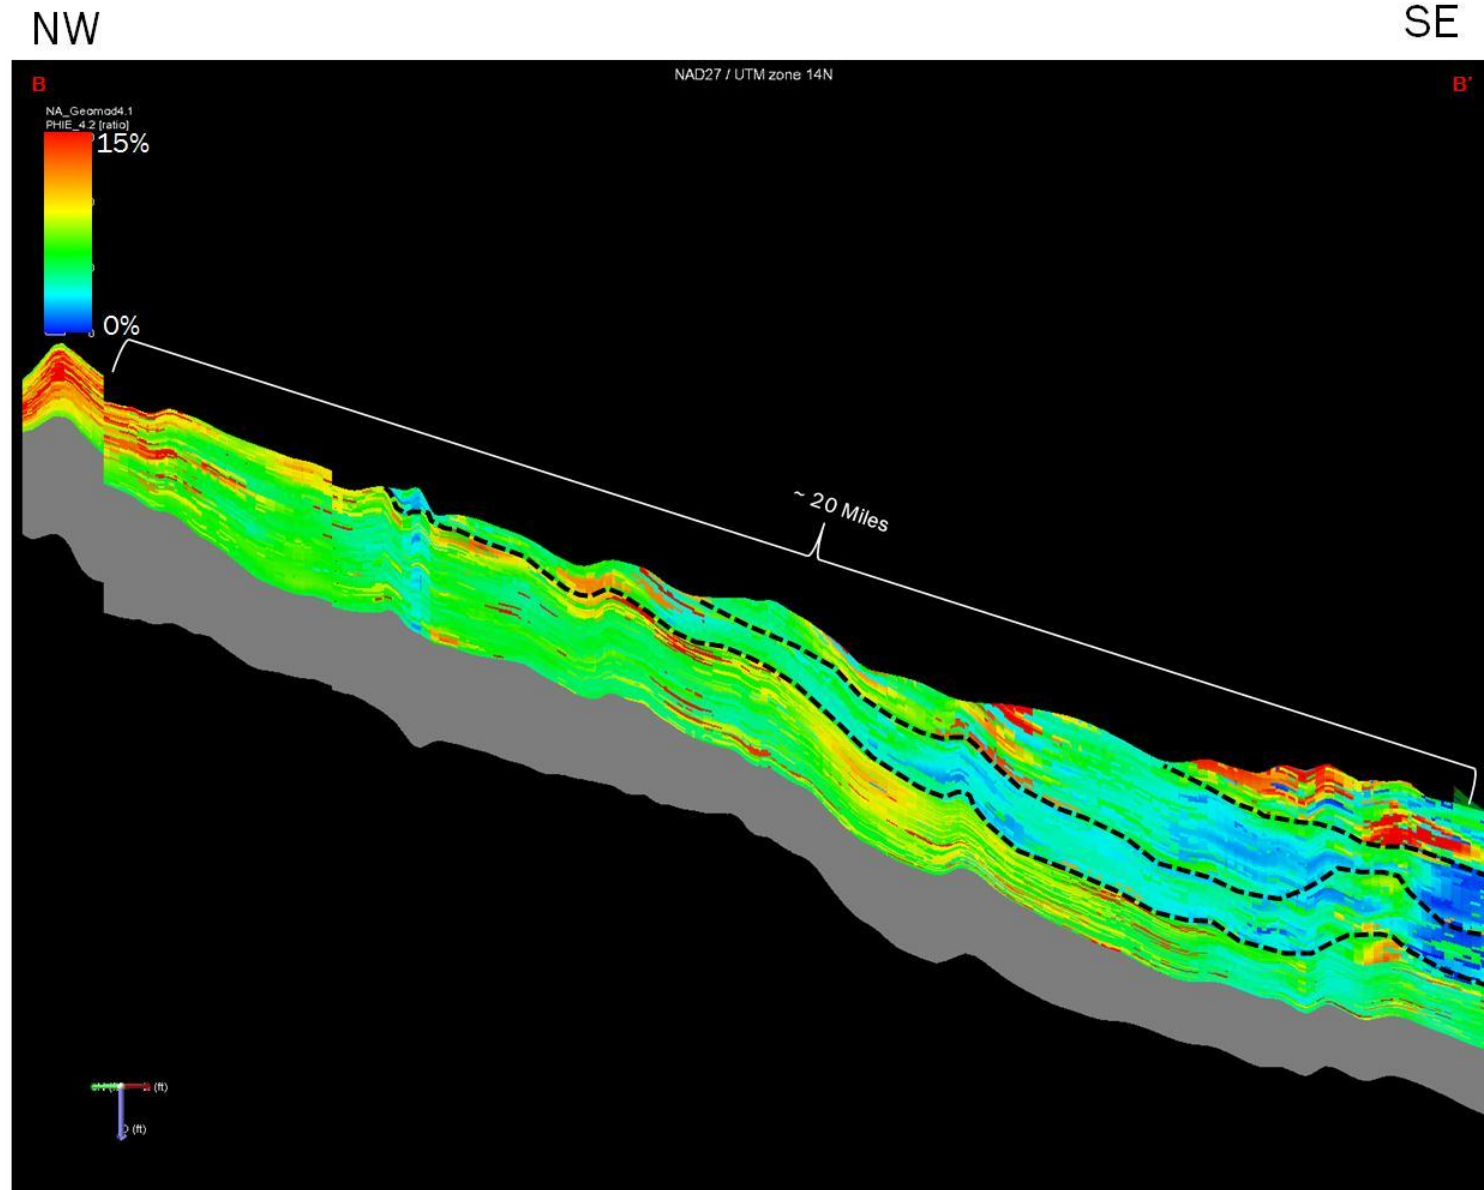 NW
SE
B
NAD27 / UTM zone 14N
B'
NA_Geomod4.1
PHIE_4.2 [ratio]
15%
0%
~ 20 Miles
(ft)
(ft)